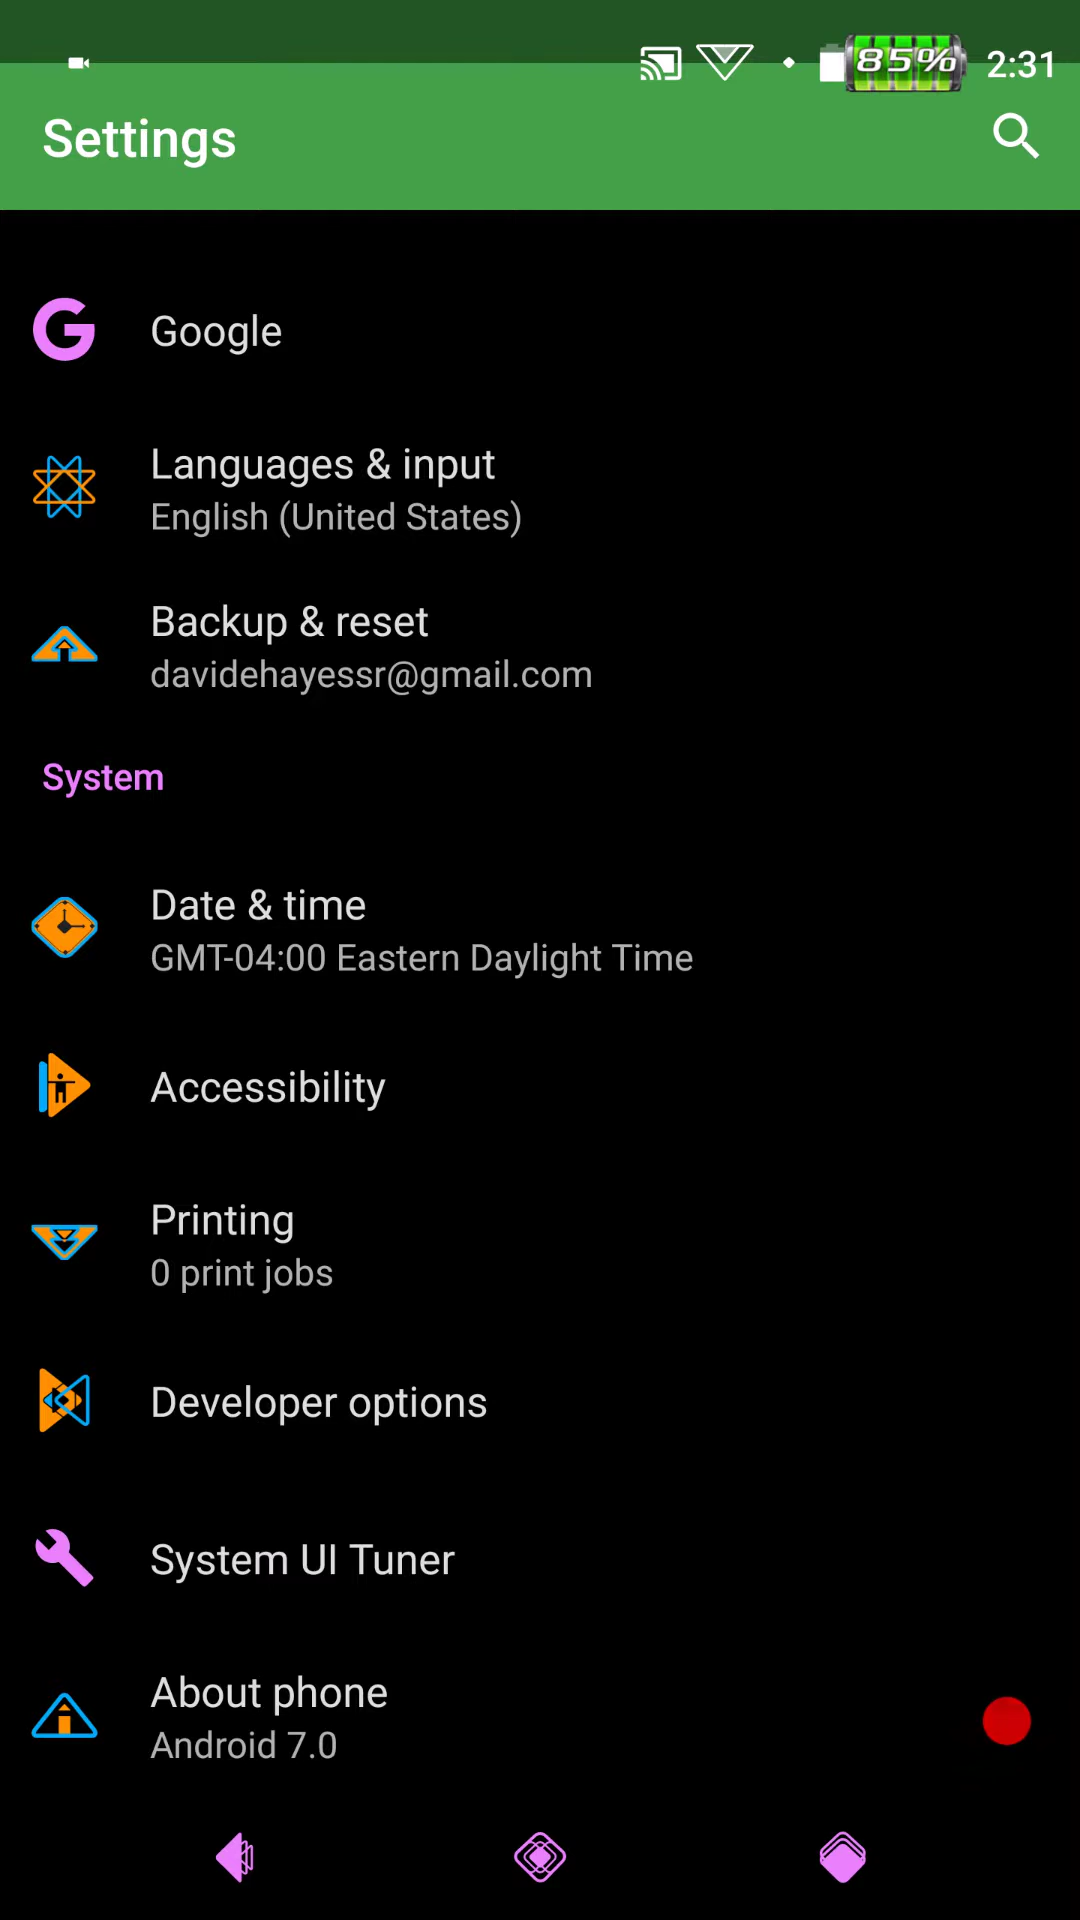 85% 2:31
Settings
Google
Languages & input
English (United States)
Backup & reset
davidehayessr@gmail.com
System
Date & time
GMT-04:00 Eastern Daylight Time
Accessibility
Printing
0 print jobs
Developer options
System UI Tuner
About phone
Android 7.0